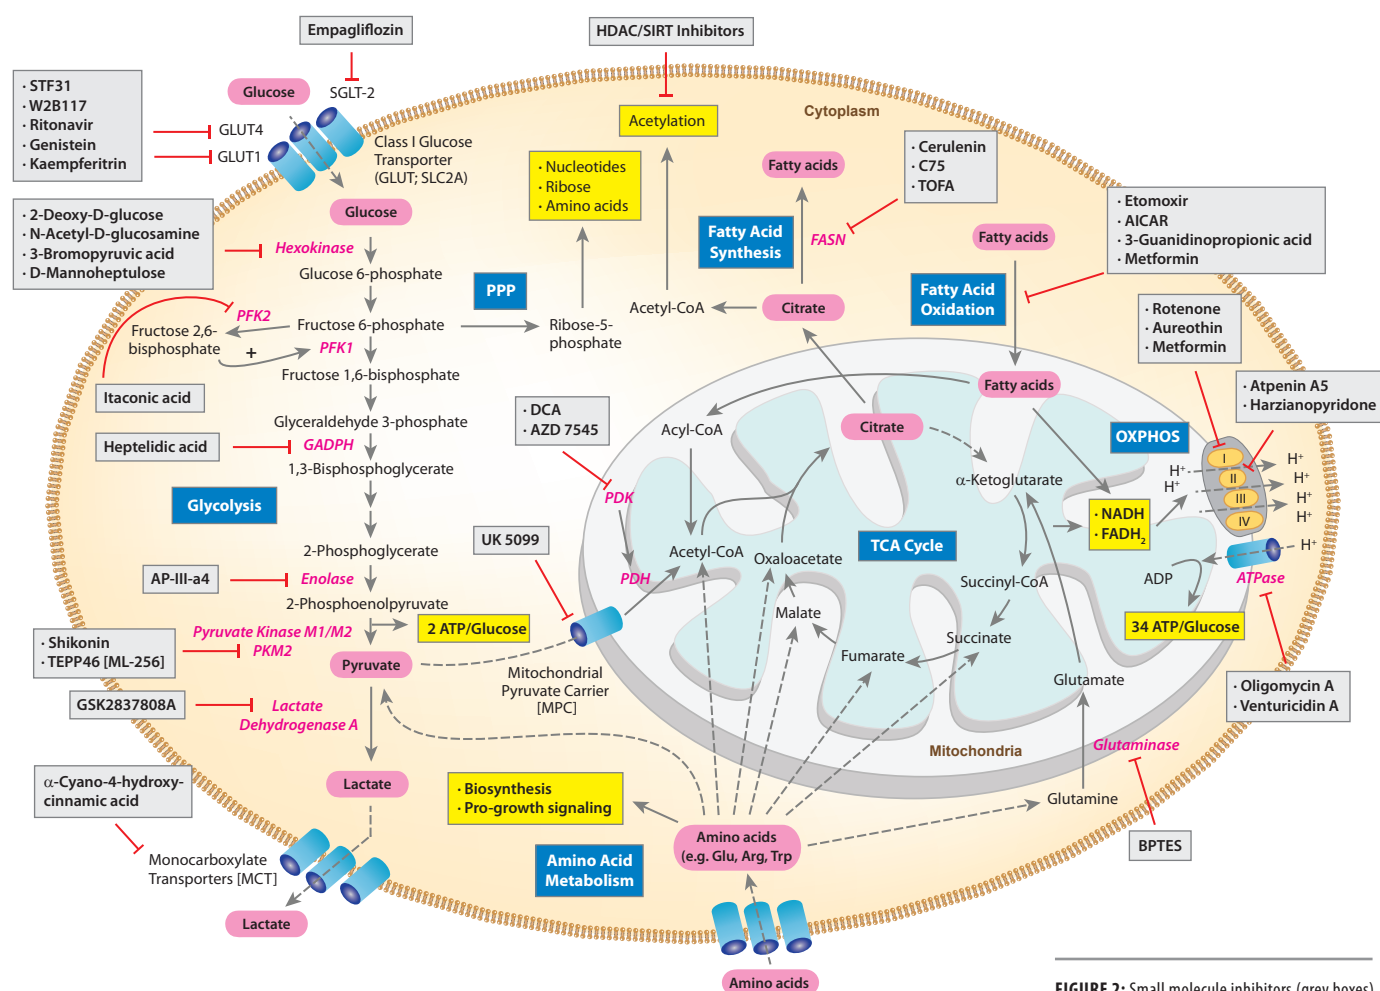 Empagliflozin
HDAC/SIRT Inhibitors
· STF31
· W2B117
· Ritonavir
· Genistein
· Kaempferitrin
Glucose
SGLT-2
GLUT4
GLUT1
Class I Glucose
Transporter
(GLUT; SLC2A)
Cytoplasm
Acetylation
· Nucleotides
· Ribose
· Amino acids
Fatty acids
· Cerulenin
· C75
· TOFA
· 2-Deoxy-D-glucose
· N-Acetyl-D-glucosamine
· 3-Bromopyruvic acid
· D-Mannoheptulose
Glucose
Hexokinase
Glucose 6-phosphate
Fatty Acid
Synthesis
FASN
Fatty acids
· Etomoxir
· AICAR
· 3-Guanidinopropionic acid
· Metformin
PPP
Fatty Acid
Oxidation
PFK2
Fructose 2,6-
bisphosphate
+
Fructose 6-phosphate
PFK1
Ribose-5-
phosphate
Acetyl-CoA
Citrate
· Rotenone
· Aureothin
· Metformin
Fructose 1,6-bisphosphate
Itaconic acid
Fatty acids
· Atpenin A5
· Harzianopyridone
Glyceraldehyde 3-phosphate
Heptelidic acid
GADPH
1,3-Bisphosphoglycerate
· DCA
· AZD 7545
Acyl-CoA
Citrate
OXPHOS
I
II
III
IV
H+
H+
H+
H+
H+
H+
H+
Glycolysis
PDK
α-Ketoglutarate
· NADH
· FADH2
2-Phosphoglycerate
UK 5099
Acetyl-CoA
Oxaloacetate
TCA Cycle
AP-III-a4
Enolase
PDH
Succinyl-CoA
ADP
ATPase
2-Phosphoenolpyruvate
Malate
34 ATP/Glucose
· Shikonin
· TEPP46 [ML-256]
Pyruvate Kinase M1/M2
PKM2
2 ATP/Glucose
Succinate
Fumarate
Pyruvate
Mitochondrial
Pyruvate Carrier
[MPC]
Glutamate
· Oligomycin A
· Venturicidin A
GSK2837808A
Lactate
Dehydrogenase A
Mitochondria
Glutaminase
α-Cyano-4-hydroxy-
cinnamic acid
Lactate
· Biosynthesis
· Pro-growth signaling
Glutamine
Amino acids
(e.g. Glu, Arg, Trp
BPTES
Monocarboxylate
Transporters [MCT]
Amino Acid
Metabolism
Lactate
Amino acids
FIGURE 2: Small molecule inhibitors (grey boxes)